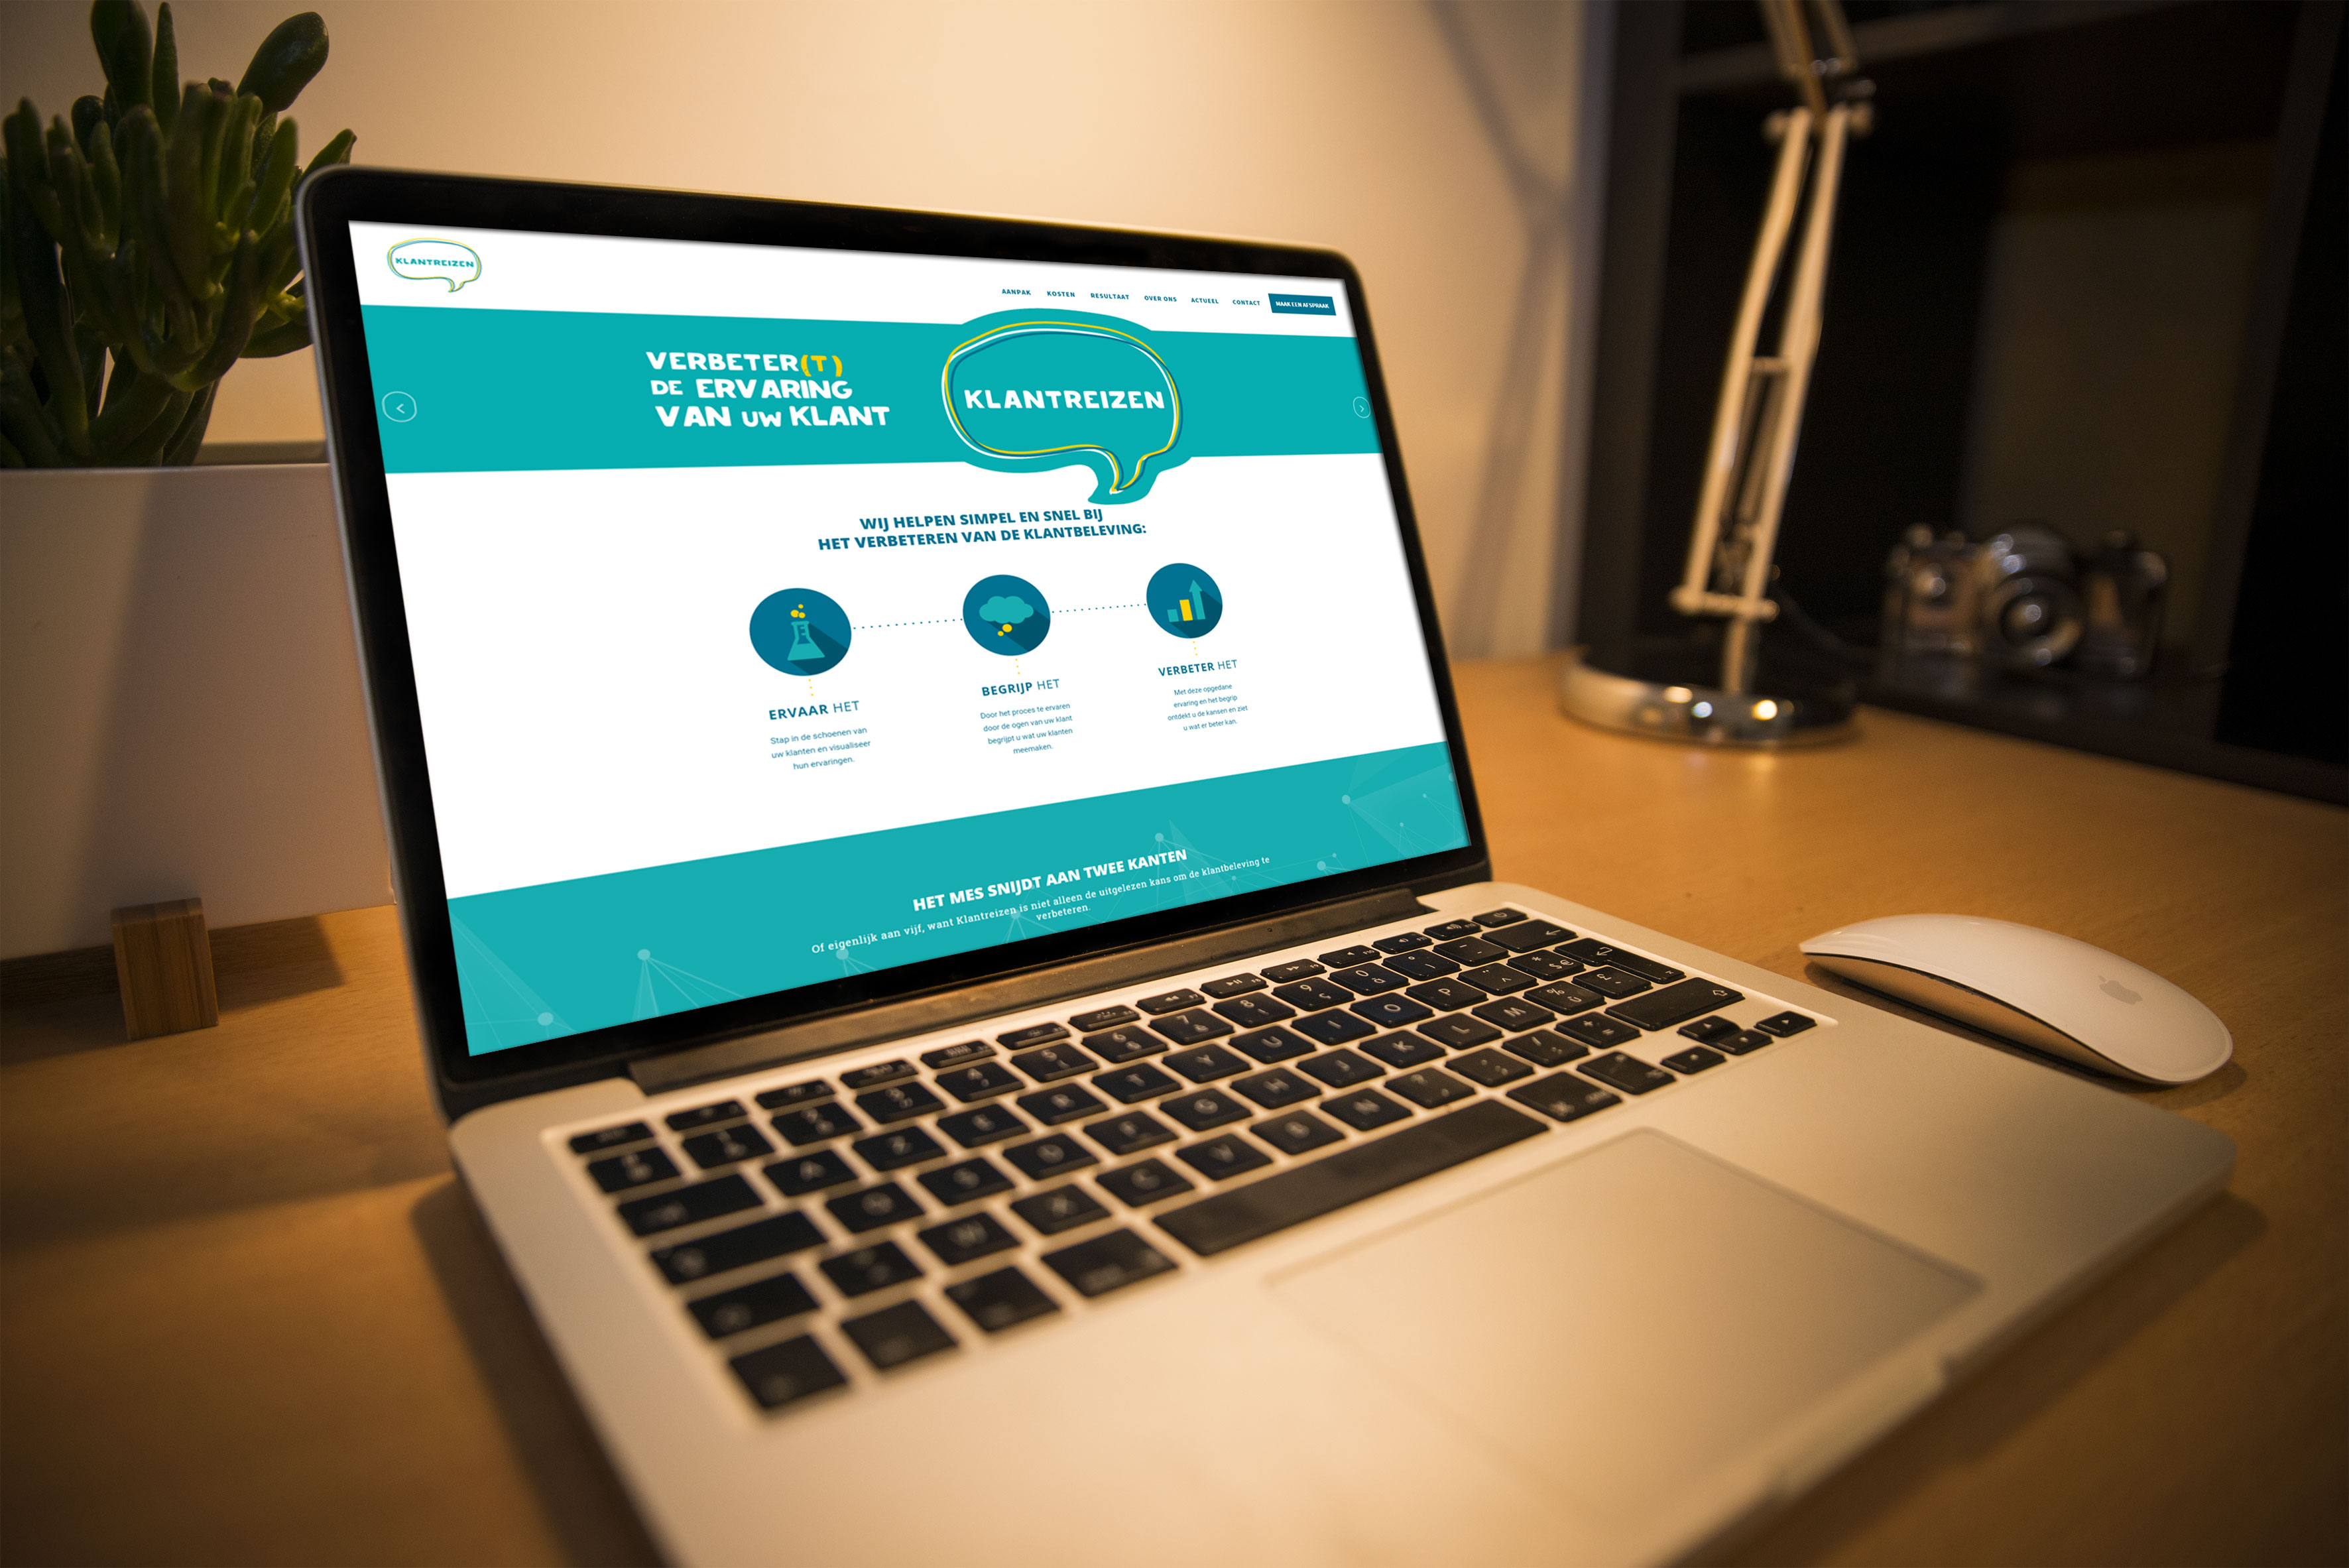 KLANTREIZEN
AANPAK KOSTEN RESULTAAT OVER ONS ACTUEEL CONTACT MAAK EEN AFSPRAAK
VERBETER(T)
DE ERVARING
VAN UW KLANT
KLANTREIZEN
WIJ HELPEN SIMPEL EN SNEL BIJ
HET VERBETEREN VAN DE KLANTBELEVING:
ERVAAR HET
Stap in de schoenen van
uw klanten en visualiseer
hun ervaringen.
BEGRIJP HET
Door het proces te ervaren
door de ogen van uw klant
begrijpt u wat uw klanten
meemaken.
VERBETER HET
Met deze opgedane
ervaring en het begrip
ontdekt u de kansen en ziet
u wat er beter kan.
HET MES SNIJDT AAN TWEE KANTEN
Of eigenlijk aan vijf, want Klantreizen is niet alleen de uitgelezen kans om de klantbeleving te
verbeteren.